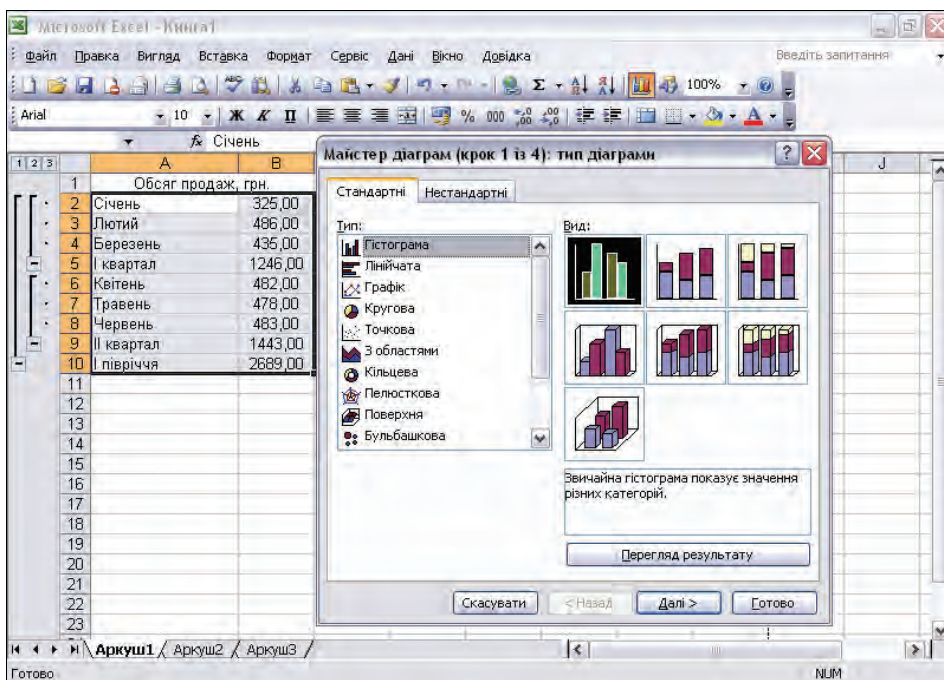 Microsoft Excel - Книга1
Файл Правка Вигляд Вставка Формат Сервіс Дані Вікно Довідка Введіть запитання
100%
Arial 10 Ж К П % 000
fx Січень
1 2 3 A B J
1 Обсяг продаж, грн.
2 Січень 325,00
3 Лютий 486,00
4 Березень 435,00
5 І квартал 1246,00
6 Квітень 482,00
7 Травень 478,00
8 Червень 483,00
9 ІІ квартал 1443,00
10 І півріччя 2689,00
11
12
13
14
15
16
17
18
19
20
21
22
23
Майстер діаграм (крок 1 із 4): тип діаграми
Стандартні Нестандартні
Тип: Вид:
Гістограма
Лінійчата
Графік
Кругова
Точкова
З областями
Кільцева
Пелюсткова
Поверхня
Бульбашкова
Звичайна гістограма показує значення
різних категорій.
Перегляд результату
Скасувати < Назад Далі > Готово
Аркуш1 Аркуш2 Аркуш3
Готово NUM